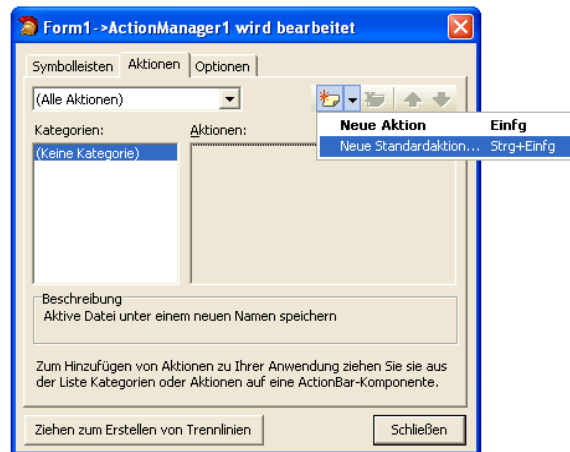 Form1->ActionManager1 wird bearbeitet
Symbolleisten Aktionen Optionen
(Alle Aktionen)
Kategorien: Aktionen:
Neue Aktion Einfg
(Keine Kategorie)
Neue Standardaktion... Strg+Einfg
Beschreibung
Aktive Datei unter einem neuen Namen speichern
Zum Hinzufügen von Aktionen zu Ihrer Anwendung ziehen Sie sie aus
der Liste Kategorien oder Aktionen auf eine ActionBar-Komponente.
Ziehen zum Erstellen von Trennlinien Schließen